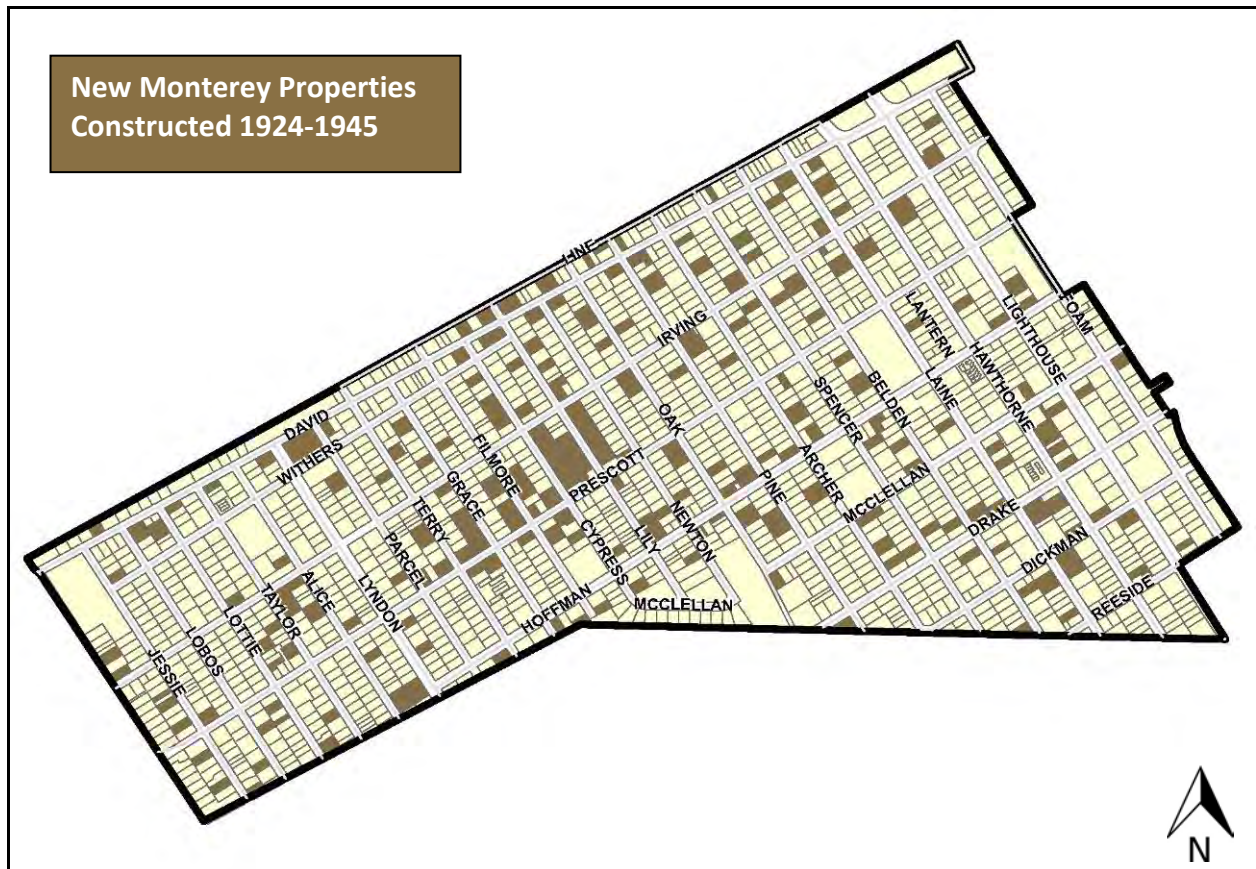 New Monterey Properties
Constructed 1924-1945
LINE
DAVID
WITHERS
IRVING
FOAM
LIGHTHOUSE
LANTERN
HAWTHORNE
LAINE
BELDEN
SPENCER
OAK
ARCHER
PINE
PRESCOTT
FILMORE
GRACE
TERRY
PARCEL
LYNDON
ALICE
TAYLOR
LOTTIE
LOBOS
JESSIE
CYPRESS
LILY
NEWTON
MCCLELLAN
DRAKE
DICKMAN
REESIDE
HOFFMAN
MCCLELLAN
N